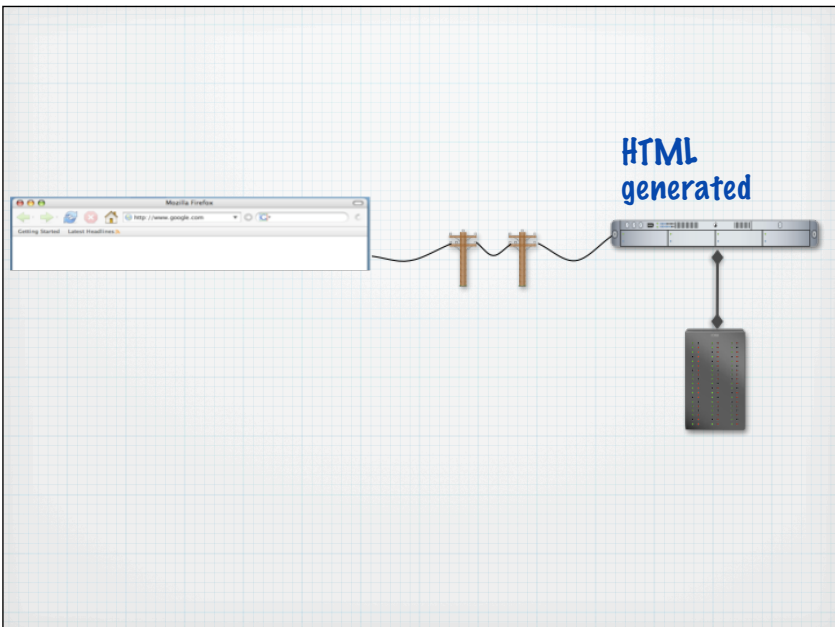 HTML
generated
Mozilla Firefox
http://www.google.com
Getting Started Latest Headlines